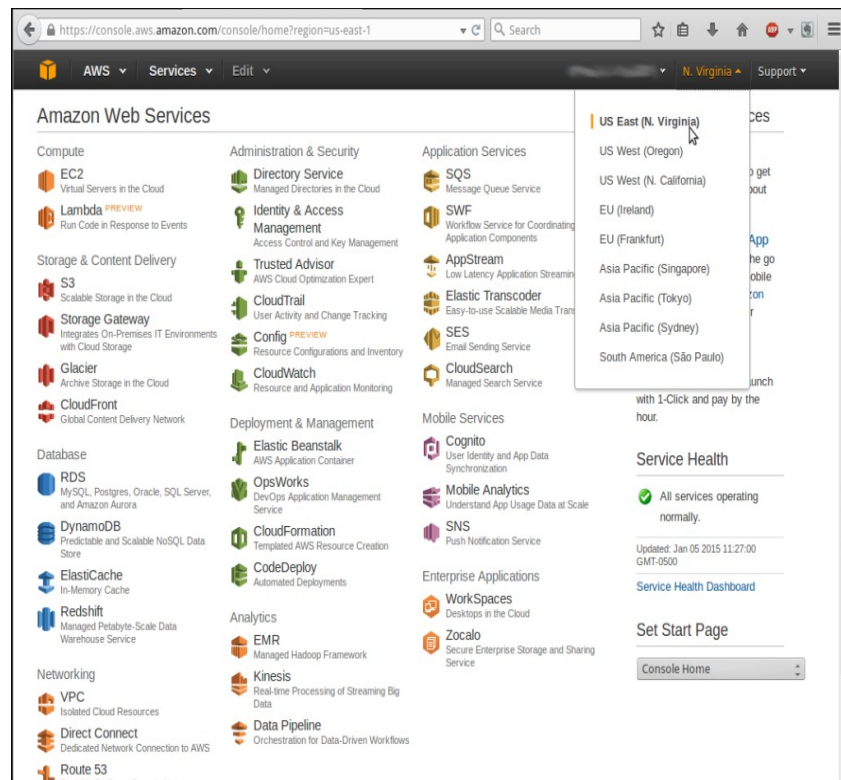 https://console.aws.amazon.com/console/home?region=us-east-1
Search
AWS
Services
Edit
N. Virginia
Support
Amazon Web Services
Compute
EC2
Virtual Servers in the Cloud
Lambda PREVIEW
Run Code in Response to Events
Storage & Content Delivery
S3
Scalable Storage in the Cloud
Storage Gateway
Integrates On-Premises IT Environments
with Cloud Storage
Glacier
Archive Storage in the Cloud
CloudFront
Global Content Delivery Network
Database
RDS
MySQL, Postgres, Oracle, SQL Server,
and Amazon Aurora
DynamoDB
Predictable and Scalable NoSQL Data
Store
ElastiCache
In-Memory Cache
Redshift
Managed Petabyte-Scale Data
Warehouse Service
Networking
VPC
Isolated Cloud Resources
Direct Connect
Dedicated Network Connection to AWS
Route 53
Administration & Security
Directory Service
Managed Directories in the Cloud
Identity & Access
Management
Access Control and Key Management
Trusted Advisor
AWS Cloud Optimization Expert
CloudTrail
User Activity and Change Tracking
Config PREVIEW
Resource Configurations and Inventory
CloudWatch
Resource and Application Monitoring
Deployment & Management
Elastic Beanstalk
AWS Application Container
OpsWorks
DevOps Application Management
Service
CloudFormation
Templated AWS Resource Creation
CodeDeploy
Automated Deployments
Analytics
EMR
Managed Hadoop Framework
Kinesis
Real-time Processing of Streaming Big
Data
Data Pipeline
Orchestration for Data-Driven Workflows
Application Services
SQS
Message Queue Service
SWF
Workflow Service for Coordinating
Application Components
AppStream
Low Latency Application Streamin
Elastic Transcoder
Easy-to-use Scalable Media Tran
SES
Email Sending Service
CloudSearch
Managed Search Service
Mobile Services
Cognito
User Identity and App Data
Synchronization
Mobile Analytics
Understand App Usage Data at Scale
SNS
Push Notification Service
Enterprise Applications
WorkSpaces
Desktops in the Cloud
Zocalo
Secure Enterprise Storage and Sharing
Service
US East (N. Virginia)
US West (Oregon)
US West (N. California)
EU (Ireland)
EU (Frankfurt)
Asia Pacific (Singapore)
Asia Pacific (Tokyo)
Asia Pacific (Sydney)
South America (São Paulo)
get
App
go
with 1-Click and pay by the
hour.
Service Health
All services operating
normally.
Updated: Jan 05 2015 11:27:00
GMT-0500
Service Health Dashboard
Set Start Page
Console Home